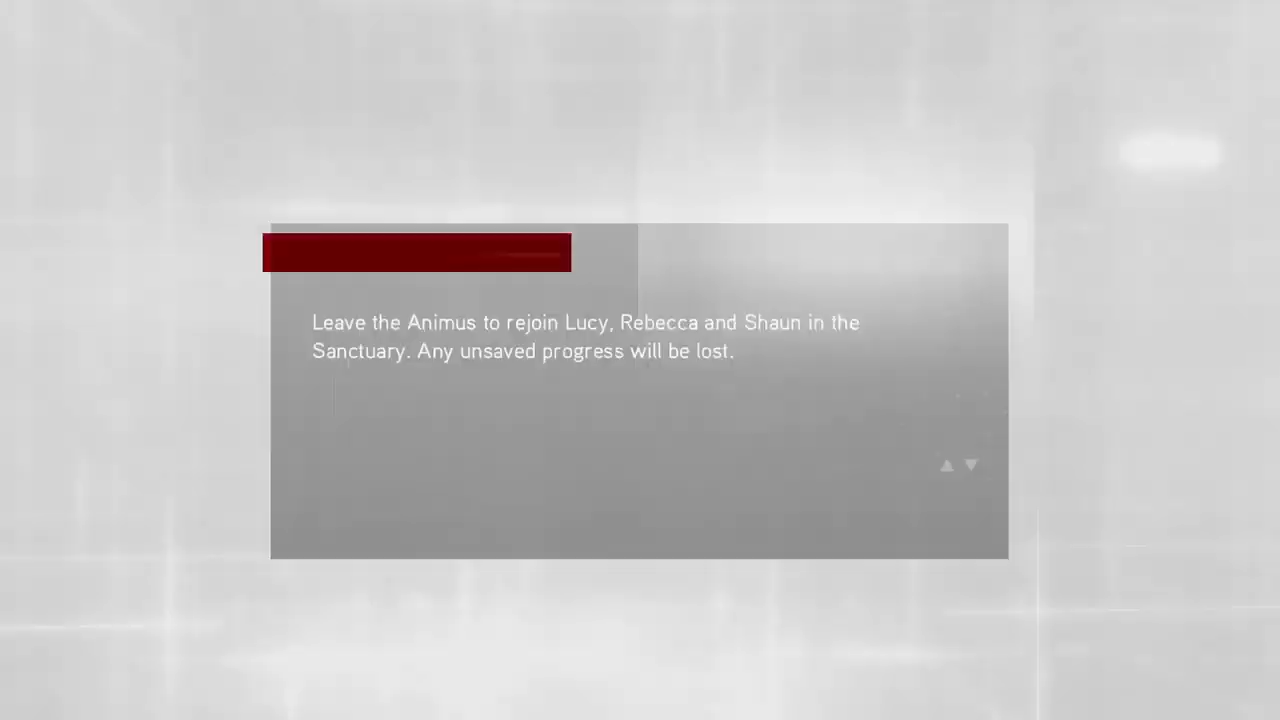 Leave the Animus to rejoin Lucy, Rebecca and Shaun in the
Sanctuary. Any unsaved progress will be lost.